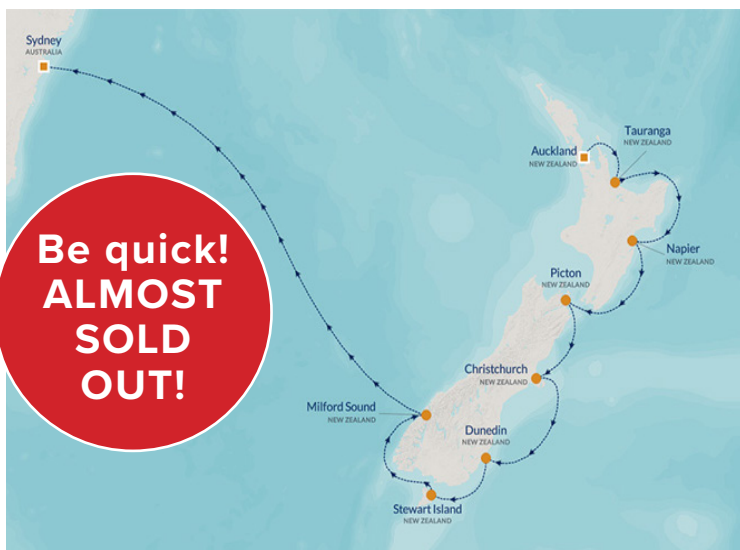 Sydney
AUSTRALIA
Tauranga
NEW ZEALAND
Auckland
NEW ZEALAND
Be quick!
ALMOST
SOLD
OUT!
Napier
NEW ZEALAND
Picton
NEW ZEALAND
Christchurch
NEW ZEALAND
Milford Sound
NEW ZEALAND
Dunedin
NEW ZEALAND
Stewart Island
NEW ZEALAND